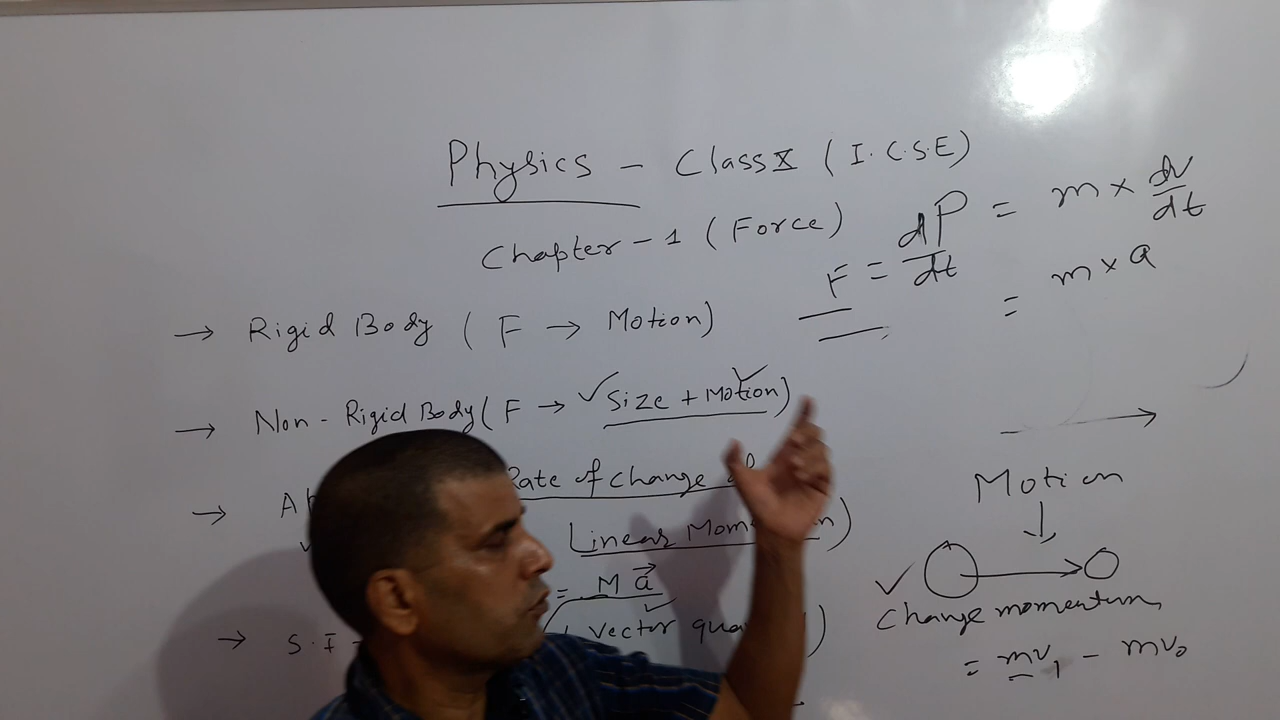 Physics - Class X (I.C.S.E)
Chapter - 1 (Force)
F = dP/dt = m × dv/dt
= m × a
→ Rigid Body ( F → Motion)
→ Non - Rigid Body ( F → Size + Motion)
→ Rate of change
Linear
= M a⃗
→ S.I - vector
→
Motion
↓
Change momentum
= mv₁ - mv₀